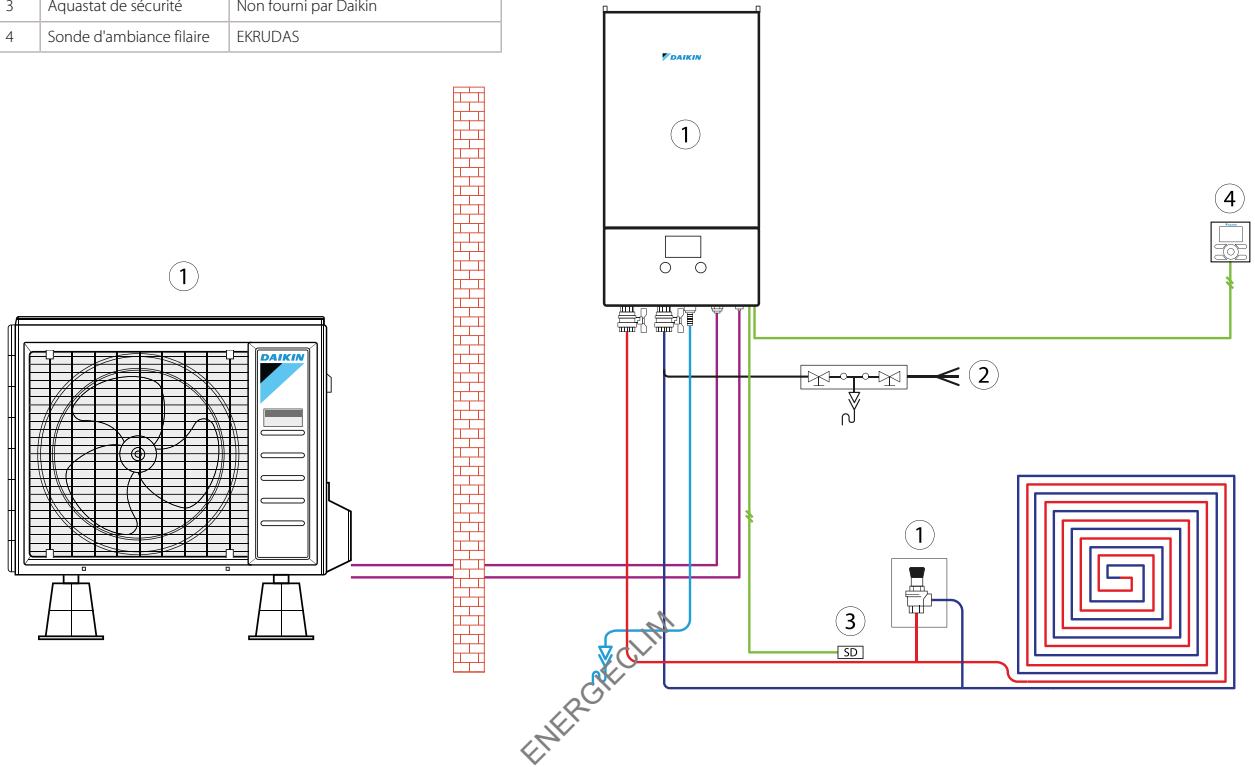 3 Aquastat de sécurité Non fourni par Daikin
4 Sonde d'ambiance filaire EKRUDAS
DAIKIN
1
4
1
DAIKIN
2
1
3
SD
ENERGIECLIM